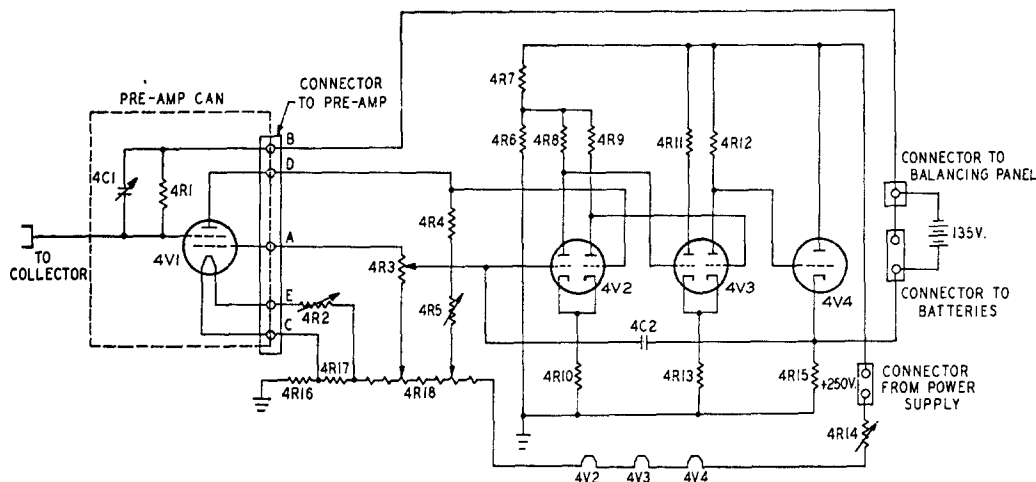 PRE-AMP CAN
CONNECTOR
TO PRE-AMP
B
D
A
E
C
4C1
4R1
4V1
TO
COLLECTOR
4R2
4R3
4R4
4R5
4R16
4R17
4R18
4R7
4R6
4R8
4R9
4R11
4R12
4V2
4V3
4V4
4C2
4R10
4R13
4R15
+250V.
4R14
CONNECTOR TO
BALANCING PANEL
135V.
CONNECTOR TO
BATTERIES
CONNECTOR
FROM POWER
SUPPLY
4V2
4V3
4V4